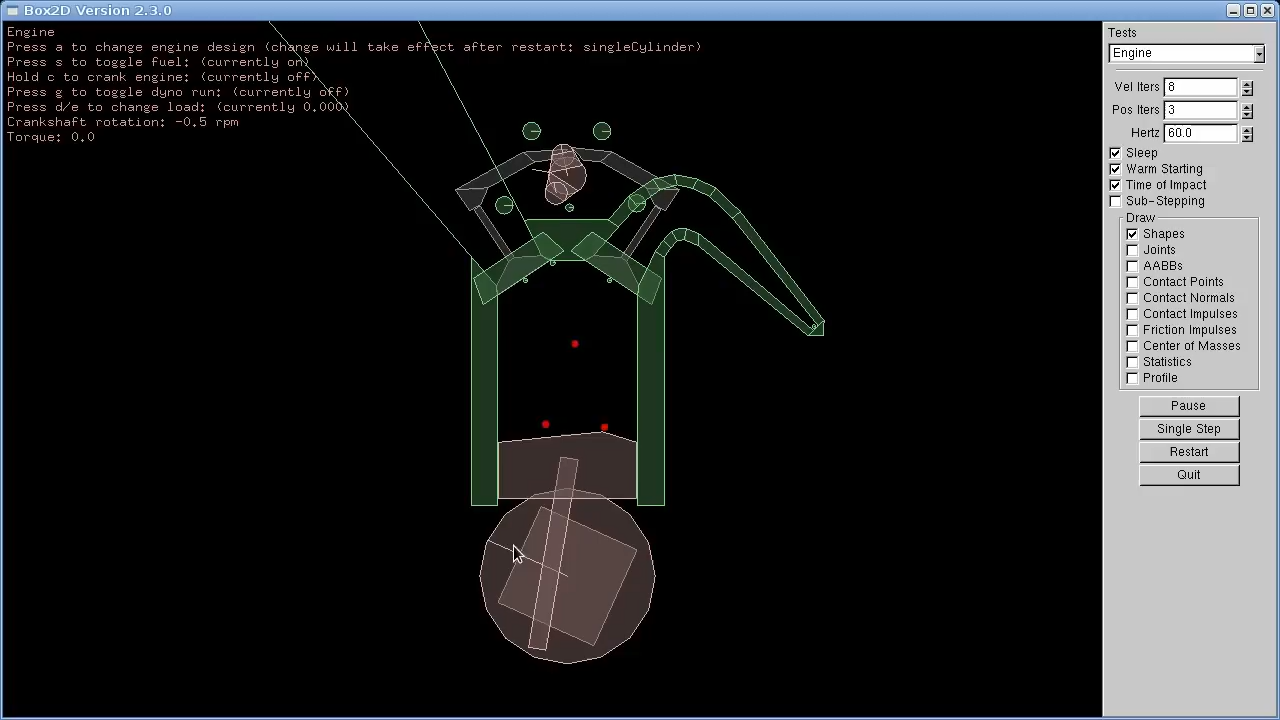 Box2D Version 2.3.0
Engine
Press a to change engine design (change will take effect after restart: singleCylinder)
Press s to toggle fuel: (currently on)
Hold c to crank engine: (currently off)
Press g to toggle dyno run: (currently off)
Press d/e to change load: (currently 0.000)
Crankshaft rotation: -0.5 rpm
Torque: 0.0
Tests
Engine
Vel Iters 8
Pos Iters 3
Hertz 60.0
Sleep
Warm Starting
Time of Impact
Sub-Stepping
Draw
Shapes
Joints
AABBs
Contact Points
Contact Normals
Contact Impulses
Friction Impulses
Center of Masses
Statistics
Profile
Pause
Single Step
Restart
Quit